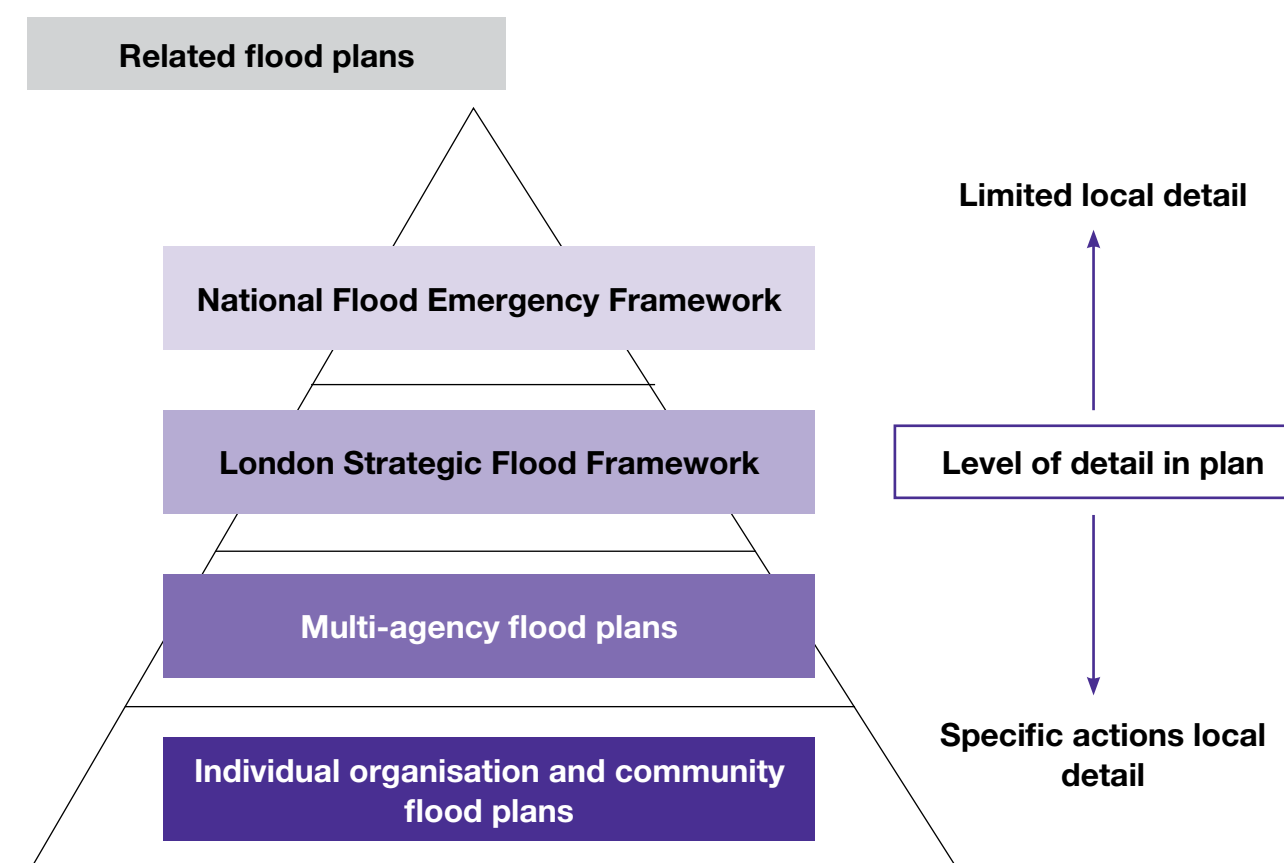 Related flood plans
Limited local detail
National Flood Emergency Framework
London Strategic Flood Framework
Level of detail in plan
Multi-agency flood plans
Specific actions local
detail
Individual organisation and community
flood plans